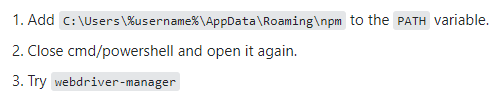 1. Add C:\Users\%username%\AppData\Roaming\npm to the PATH variable.
2. Close cmd/powershell and open it again.
3. Try webdriver-manager